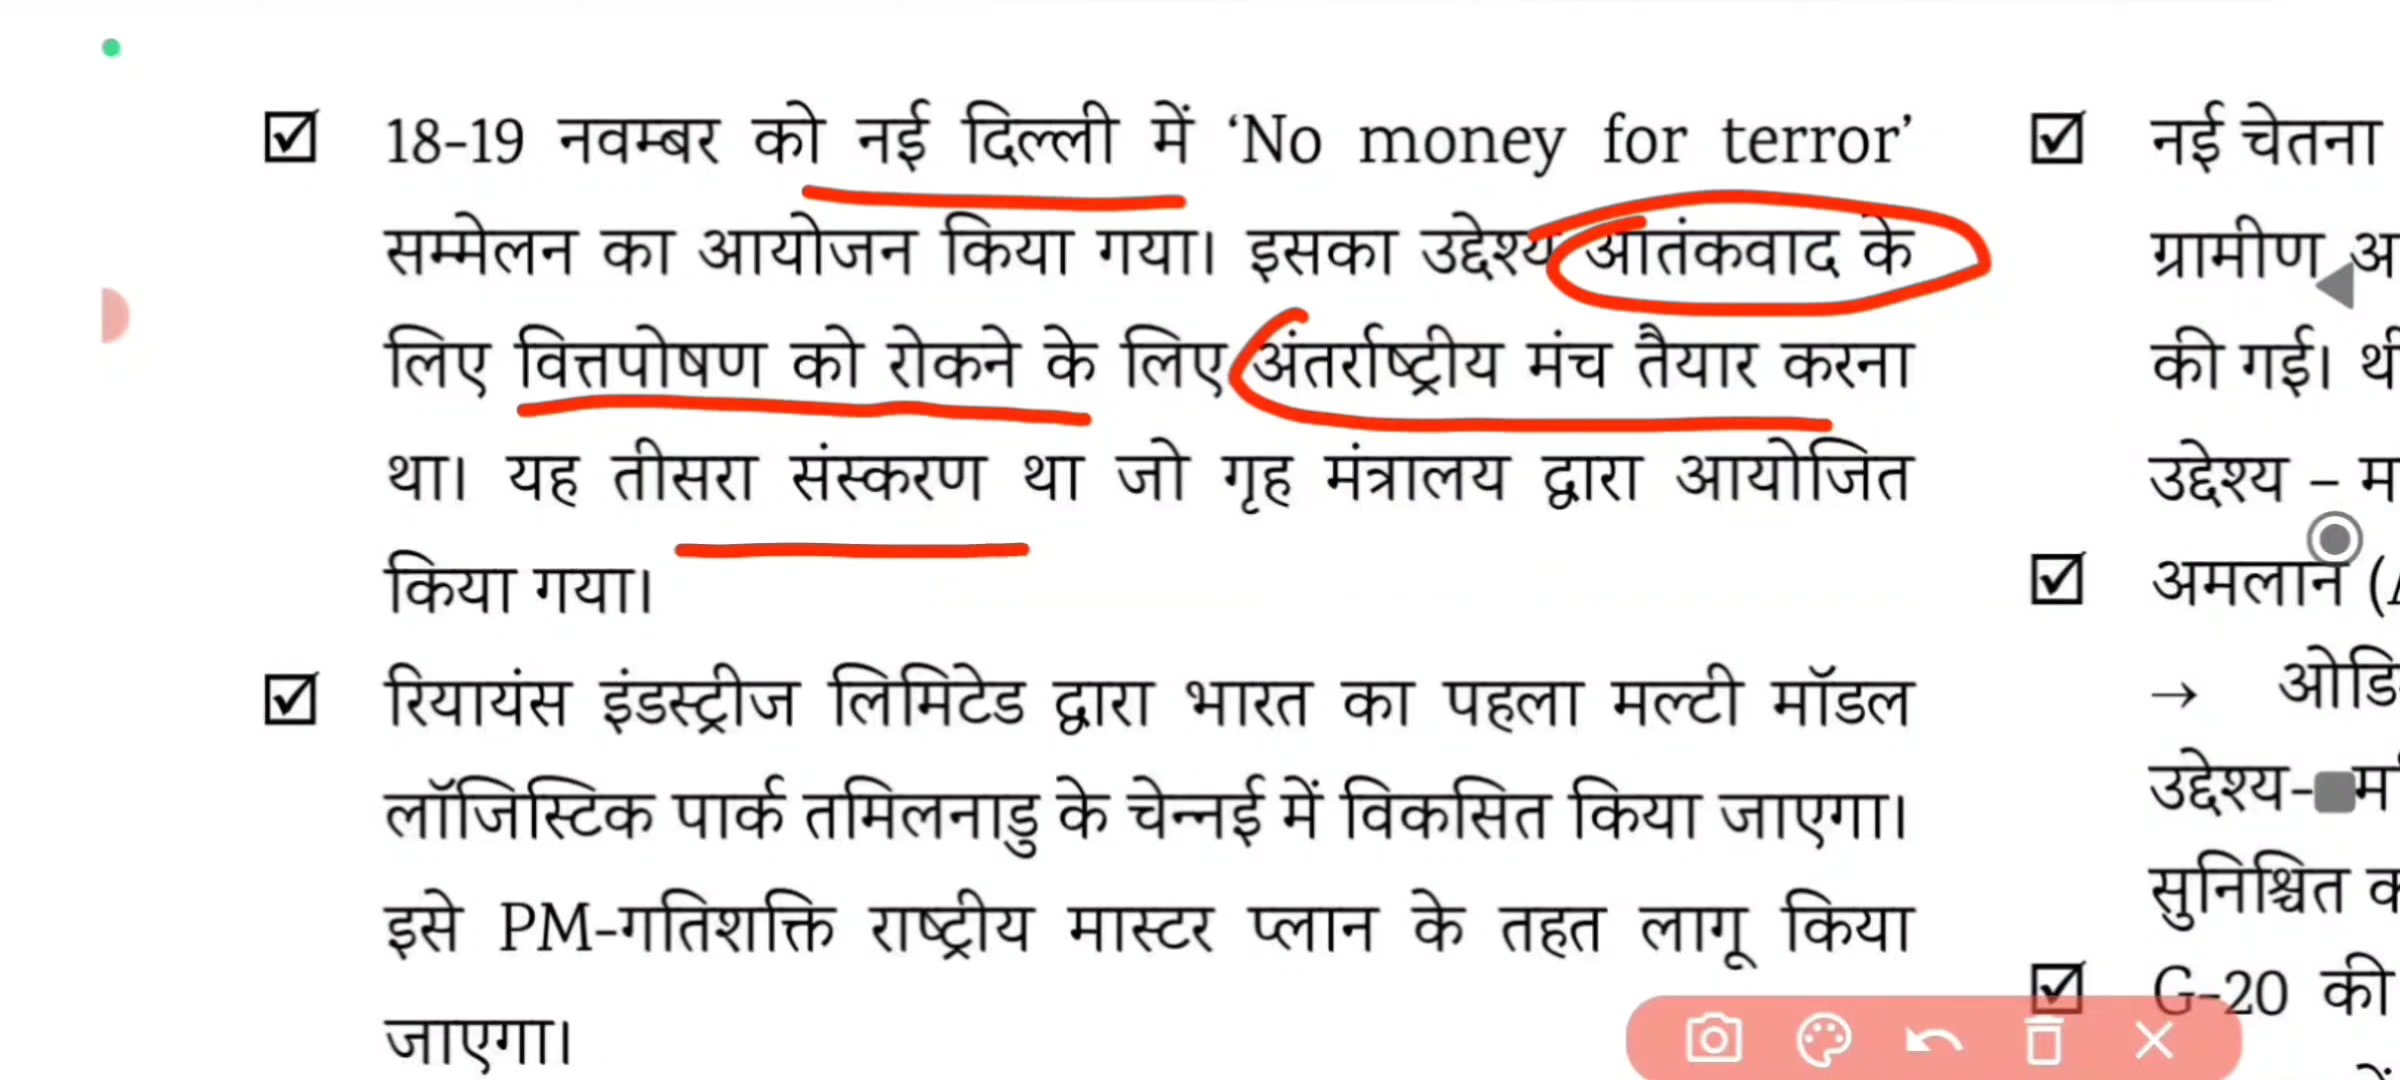 18-19 नवम्बर को नई दिल्ली में ‘No money for terror’
सम्मेलन का आयोजन किया गया। इसका उद्देश्य आतंकवाद के
लिए वित्तपोषण को रोकने के लिए अंतर्राष्ट्रीय मंच तैयार करना
था। यह तीसरा संस्करण था जो गृह मंत्रालय द्वारा आयोजित
किया गया।
रियायंस इंडस्ट्रीज लिमिटेड द्वारा भारत का पहला मल्टी मॉडल
लॉजिस्टिक पार्क तमिलनाडु के चेन्नई में विकसित किया जाएगा।
इसे PM-गतिशक्ति राष्ट्रीय मास्टर प्लान के तहत लागू किया
जाएगा।
नई चेतना
ग्रामीण
की गई।
उद्देश्य –
अमलान
→
उद्देश्य-
सुनिश्चित
G-20 की